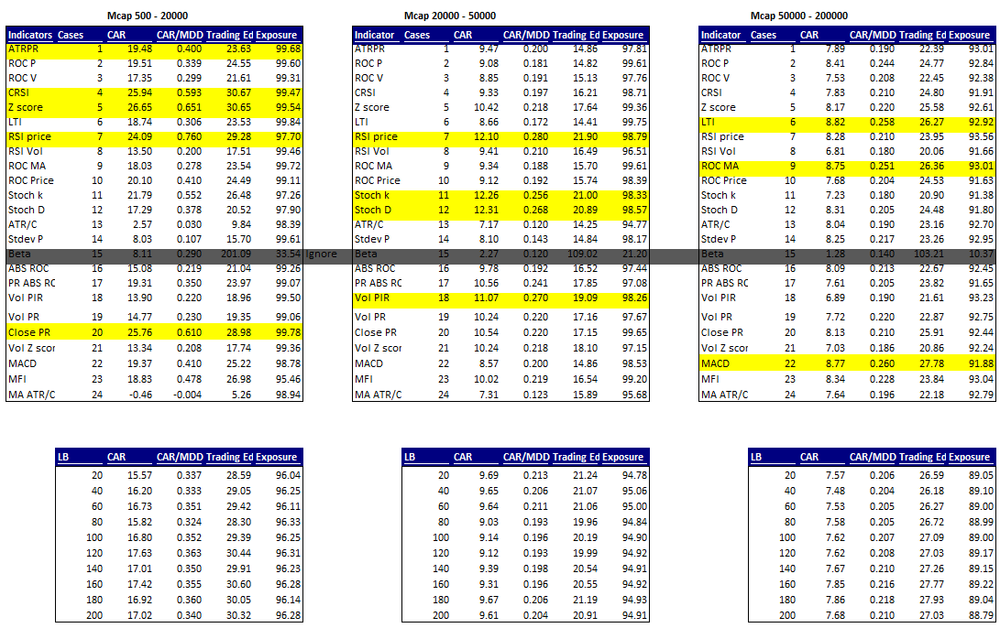 Mcap 500 - 20000 Mcap 20000 - 50000 Mcap 50000 - 200000
Indicators Cases CAR CAR/MDD Trading Ed Exposure Indicator Cases CAR CAR/MDD Trading Ed Exposure Indicator Cases CAR CAR/MDD Trading Ed Exposure
ATRPR 1 19.48 0.400 23.63 99.68 ATRPR 1 9.47 0.200 14.86 97.81 ATRPR 1 7.89 0.190 22.39 93.01
ROC P 2 19.51 0.339 24.55 99.60 ROC P 2 9.08 0.181 14.82 99.61 ROC P 2 8.41 0.244 24.77 92.84
ROC V 3 17.35 0.299 21.61 99.31 ROC V 3 8.85 0.191 15.13 97.76 ROC V 3 7.53 0.208 22.45 92.38
CRSI 4 25.94 0.593 30.67 99.47 CRSI 4 9.33 0.197 16.21 98.71 CRSI 4 7.83 0.210 24.80 91.91
Z score 5 26.65 0.651 30.65 99.54 Z score 5 10.42 0.218 17.64 99.36 Z score 5 8.17 0.220 25.58 92.61
LTI 6 18.74 0.306 23.53 99.84 LTI 6 8.66 0.172 14.41 99.75 LTI 6 8.82 0.258 26.27 92.92
RSI price 7 24.09 0.760 29.28 97.70 RSI price 7 12.10 0.280 21.90 98.79 RSI price 7 8.28 0.210 23.95 93.56
RSI Vol 8 13.50 0.200 17.51 99.46 RSI Vol 8 9.41 0.210 16.49 96.51 RSI Vol 8 6.81 0.180 20.06 91.66
ROC MA 9 18.03 0.278 23.54 99.72 ROC MA 9 9.34 0.188 15.70 99.61 ROC MA 9 8.75 0.251 26.36 93.01
ROC Price 10 20.10 0.410 24.49 99.11 ROC Price 10 9.12 0.192 15.74 98.39 ROC Price 10 7.68 0.204 24.53 91.63
Stoch k 11 21.79 0.552 26.48 97.26 Stoch k 11 12.26 0.256 21.00 98.33 Stoch k 11 7.23 0.180 20.90 91.38
Stoch D 12 17.29 0.378 20.52 97.90 Stoch D 12 12.31 0.268 20.89 98.57 Stoch D 12 8.31 0.205 24.48 91.80
ATR/C 13 2.57 0.030 9.84 98.39 ATR/C 13 7.17 0.120 14.25 94.77 ATR/C 13 8.04 0.190 23.16 92.70
Stdev P 14 8.03 0.107 15.70 99.61 Stdev P 14 8.10 0.143 14.84 98.17 Stdev P 14 8.25 0.217 23.26 92.95
Beta 15 8.11 0.290 201.09 33.54 Ignore Beta 15 2.27 0.120 109.02 21.20 Beta 15 1.28 0.140 103.21 10.37
ABS ROC 16 15.08 0.219 21.04 99.26 ABS ROC 16 9.78 0.192 16.52 97.44 ABS ROC 16 8.09 0.213 22.67 92.45
PR ABS RC 17 19.31 0.350 23.97 99.07 PR ABS RC 17 10.56 0.241 17.85 97.08 PR ABS RC 17 7.61 0.205 23.82 91.65
Vol PIR 18 13.90 0.220 18.96 99.50 Vol PIR 18 11.07 0.270 19.09 98.26 Vol PIR 18 6.89 0.190 21.61 93.23
Vol PR 19 14.77 0.230 19.35 99.06 Vol PR 19 10.24 0.220 17.16 97.67 Vol PR 19 7.72 0.220 22.87 92.75
Close PR 20 25.76 0.610 28.98 99.78 Close PR 20 10.54 0.220 17.15 99.65 Close PR 20 8.13 0.210 25.91 92.44
Vol Z scor 21 13.34 0.208 17.74 99.36 Vol Z scor 21 10.24 0.218 18.10 97.15 Vol Z scor 21 7.03 0.186 20.86 92.24
MACD 22 19.37 0.410 25.22 98.78 MACD 22 8.57 0.200 14.86 98.53 MACD 22 8.77 0.260 27.78 91.88
MFI 23 18.83 0.478 26.98 95.46 MFI 23 10.02 0.219 16.54 99.20 MFI 23 8.34 0.228 23.84 93.04
MA ATR/C 24 -0.46 -0.004 5.26 98.94 MA ATR/C 24 7.31 0.123 15.89 95.68 MA ATR/C 24 7.64 0.196 22.18 92.79
LB CAR CAR/MDD Trading Ed Exposure LB CAR CAR/MDD Trading Ed Exposure LB CAR CAR/MDD Trading Ed Exposure
20 15.57 0.337 28.59 96.04 20 9.69 0.213 21.24 94.78 20 7.57 0.206 26.59 89.05
40 16.20 0.333 29.05 96.25 40 9.65 0.206 21.07 95.06 40 7.48 0.204 26.18 89.10
60 16.73 0.351 29.42 96.11 60 9.64 0.211 21.06 95.00 60 7.53 0.205 26.27 89.00
80 15.82 0.324 28.30 96.33 80 9.03 0.193 19.96 94.84 80 7.58 0.205 26.72 88.99
100 16.80 0.352 29.39 96.25 100 9.14 0.196 20.19 94.90 100 7.62 0.207 27.09 89.00
120 17.63 0.363 30.44 96.31 120 9.12 0.193 19.99 94.92 120 7.62 0.208 27.03 89.17
140 17.01 0.350 29.91 96.23 140 9.39 0.198 20.54 94.91 140 7.67 0.210 27.26 89.15
160 17.42 0.355 30.60 96.28 160 9.31 0.196 20.55 94.92 160 7.85 0.216 27.77 89.22
180 16.92 0.360 30.05 96.14 180 9.67 0.206 21.19 94.93 180 7.86 0.218 27.93 89.04
200 17.02 0.340 30.32 96.28 200 9.61 0.204 20.91 94.91 200 7.68 0.210 27.03 88.79